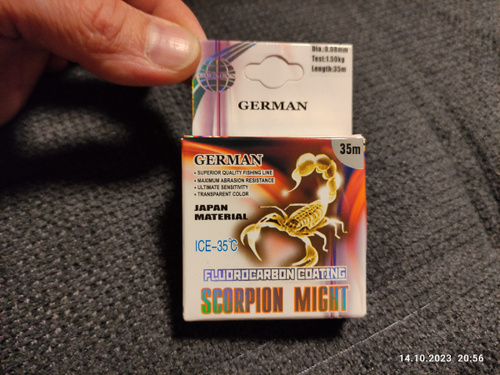 Dia:0.08mm
Test:1.50kg
Length:35m
GERMAN
35m
GERMAN
• SUPERIOR QUALITY FISHING LINE
• MAXIMUM ABRASION RESISTANCE
• ULTIMATE SENSITIVITY
• TRANSPARENT COLOR
JAPAN
MATERIAL
ICE-35℃
FLUOROCARBON COATING
SCORPION MIGHT
14.10.2023 20:56